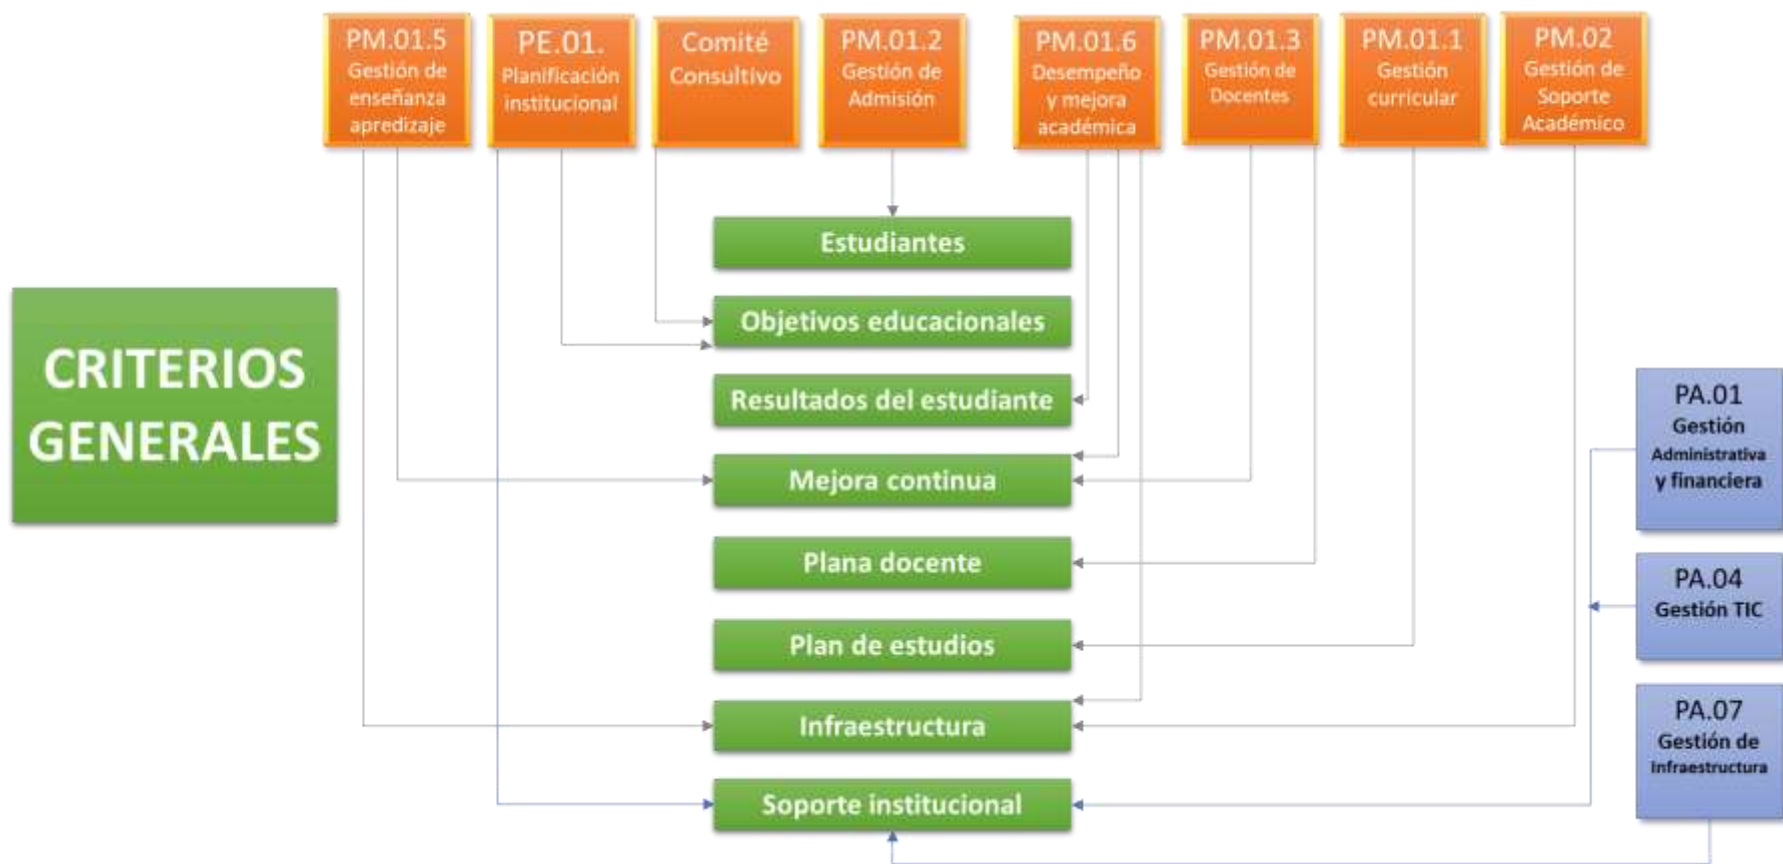 PM.01.5
Gestión de
enseñanza
apredizaje
PE.01.
Planificación
institucional
Comité
Consultivo
PM.01.2
Gestión de
Admisión
PM.01.6
Desempeño
y mejora
académica
PM.01.3
Gestión de
Docentes
PM.01.1
Gestión
curricular
PM.02
Gestión de
Soporte
Académico
CRITERIOS
GENERALES
Estudiantes
Objetivos educacionales
Resultados del estudiante
Mejora continua
Plana docente
Plan de estudios
Infraestructura
Soporte institucional
PA.01
Gestión
Administrativa
y financiera
PA.04
Gestión TIC
PA.07
Gestión de
Infraestructura